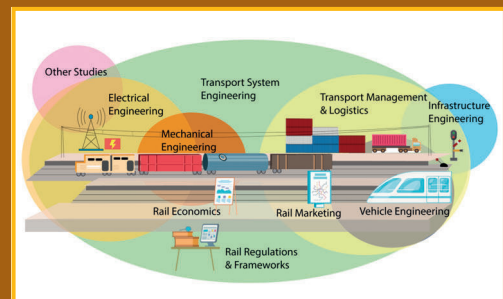 Other Studies
Electrical
Engineering
Transport System
Engineering
Transport Management
& Logistics
Infrastructure
Engineering
Mechanical
Engineering
Rail Economics
Rail Marketing
Vehicle Engineering
Rail Regulations
& Frameworks